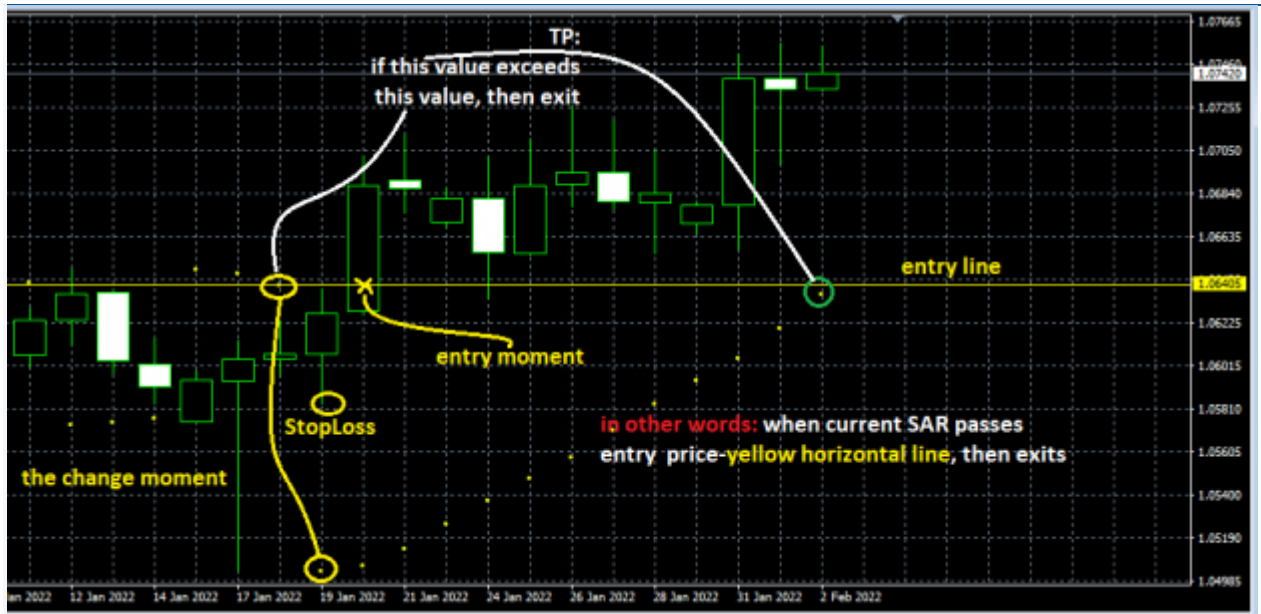 TP:
if this value exceeds
this value, then exit
1.07665
1.07460
1.07420
1.07255
1.07050
1.06840
1.06635
entry line
1.06405
1.06225
entry moment
1.06015
1.05810
StopLoss
in other words: when current SAR passes
entry price-yellow horizontal line, then exits
1.05605
the change moment
1.05400
1.05190
1.04985
an 2022 12 Jan 2022 14 Jan 2022 17 Jan 2022 19 Jan 2022 21 Jan 2022 24 Jan 2022 26 Jan 2022 28 Jan 2022 31 Jan 2022 2 Feb 2022